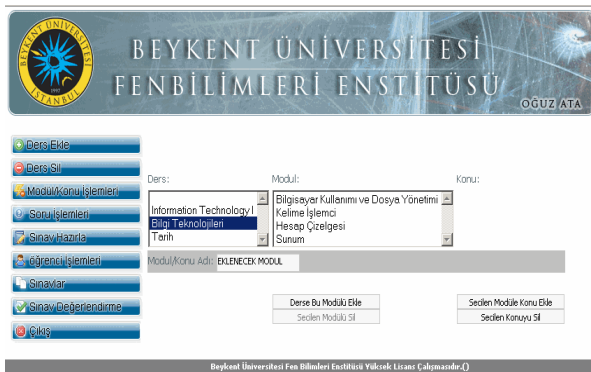 BEYKENT ÜNİVERSİTESİ
İSTANBUL
1997
BEYKENT ÜNİVERSİTESİ
FENBİLİMLERİ ENSTİTÜSÜ
OĞUZ ATA
Ders Ekle
Ders Sil
Modül/Konu İşlemleri
Soru İşlemleri
Sınav Hazırla
öğrenci İşlemleri
Sınavlar
Sınav Değerlendirme
Çıkış
Ders:
Modul:
Konu:
Information Technology I
Bilgi Teknolojileri
Tarih
Bilgisayar Kullanımı ve Dosya Yönetimi
Kelime İşlemci
Hesap Çizelgesi
Sunum
Modul/Konu Adı: EKLENECEK MODUL
Derse Bu Modülü Ekle
Secilen Modülü Sil
Secilen Modüle Konu Ekle
Secilen Konuyu Sil
Beykent Üniversitesi Fen Bilimleri Enstitüsü Yüksek Lisans Çalışmasıdır.()